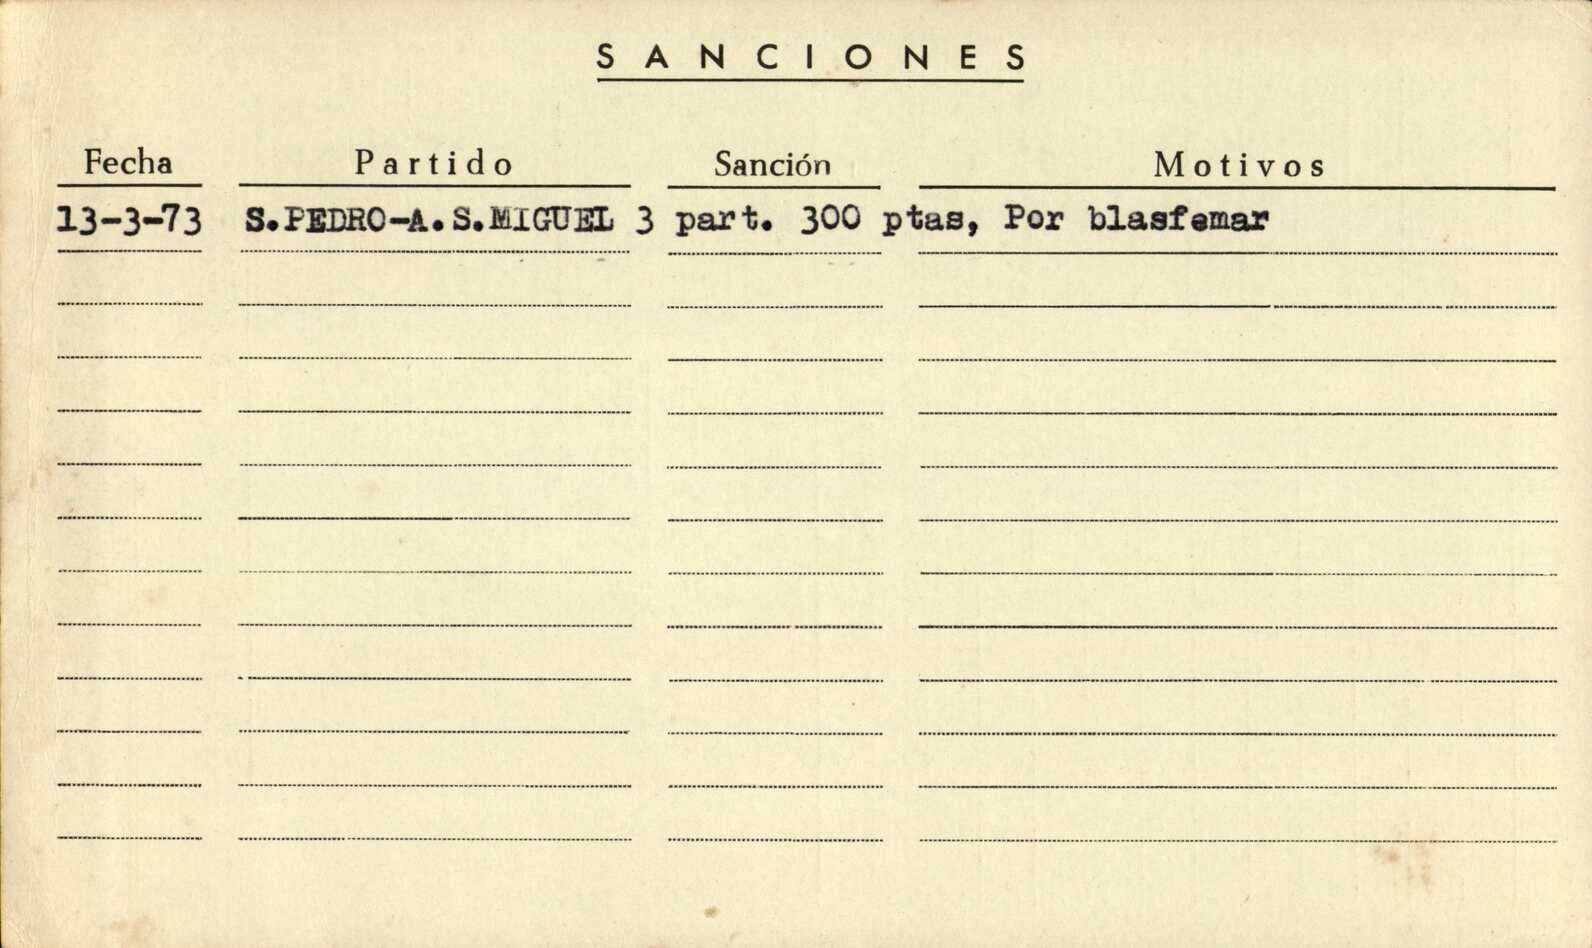 SANCIONES
Fecha Partido Sanción Motivos
13-3-73 S.PEDRO-A.S.MIGUEL 3 part. 300 ptas, Por blasfemar